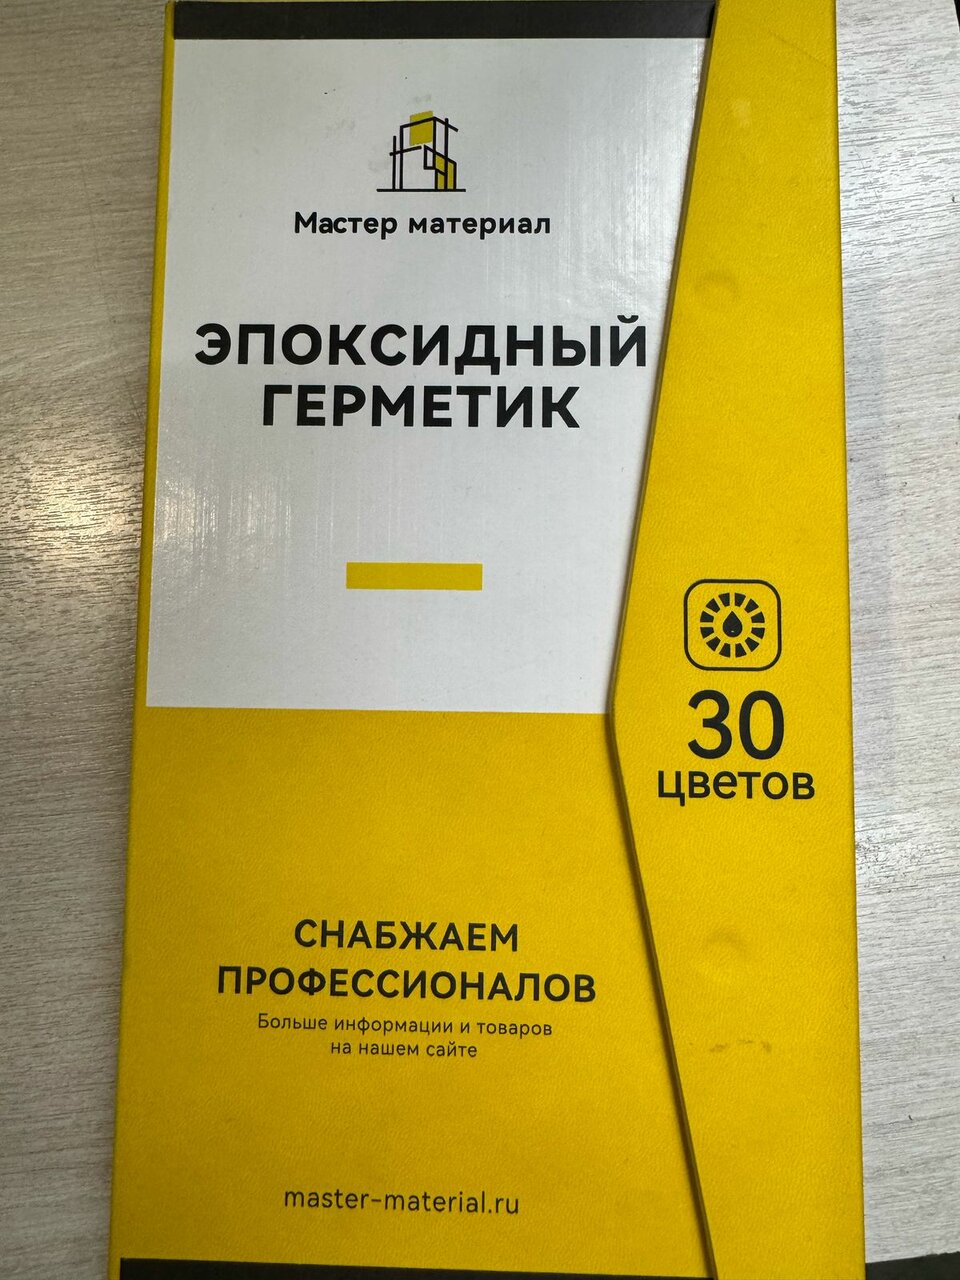 Мастер материал
ЭПОКСИДНЫЙ
ГЕРМЕТИК
30
цветов
СНАБЖАЕМ
ПРОФЕССИОНАЛОВ
Больше информации и товаров
на нашем сайте
master-material.ru